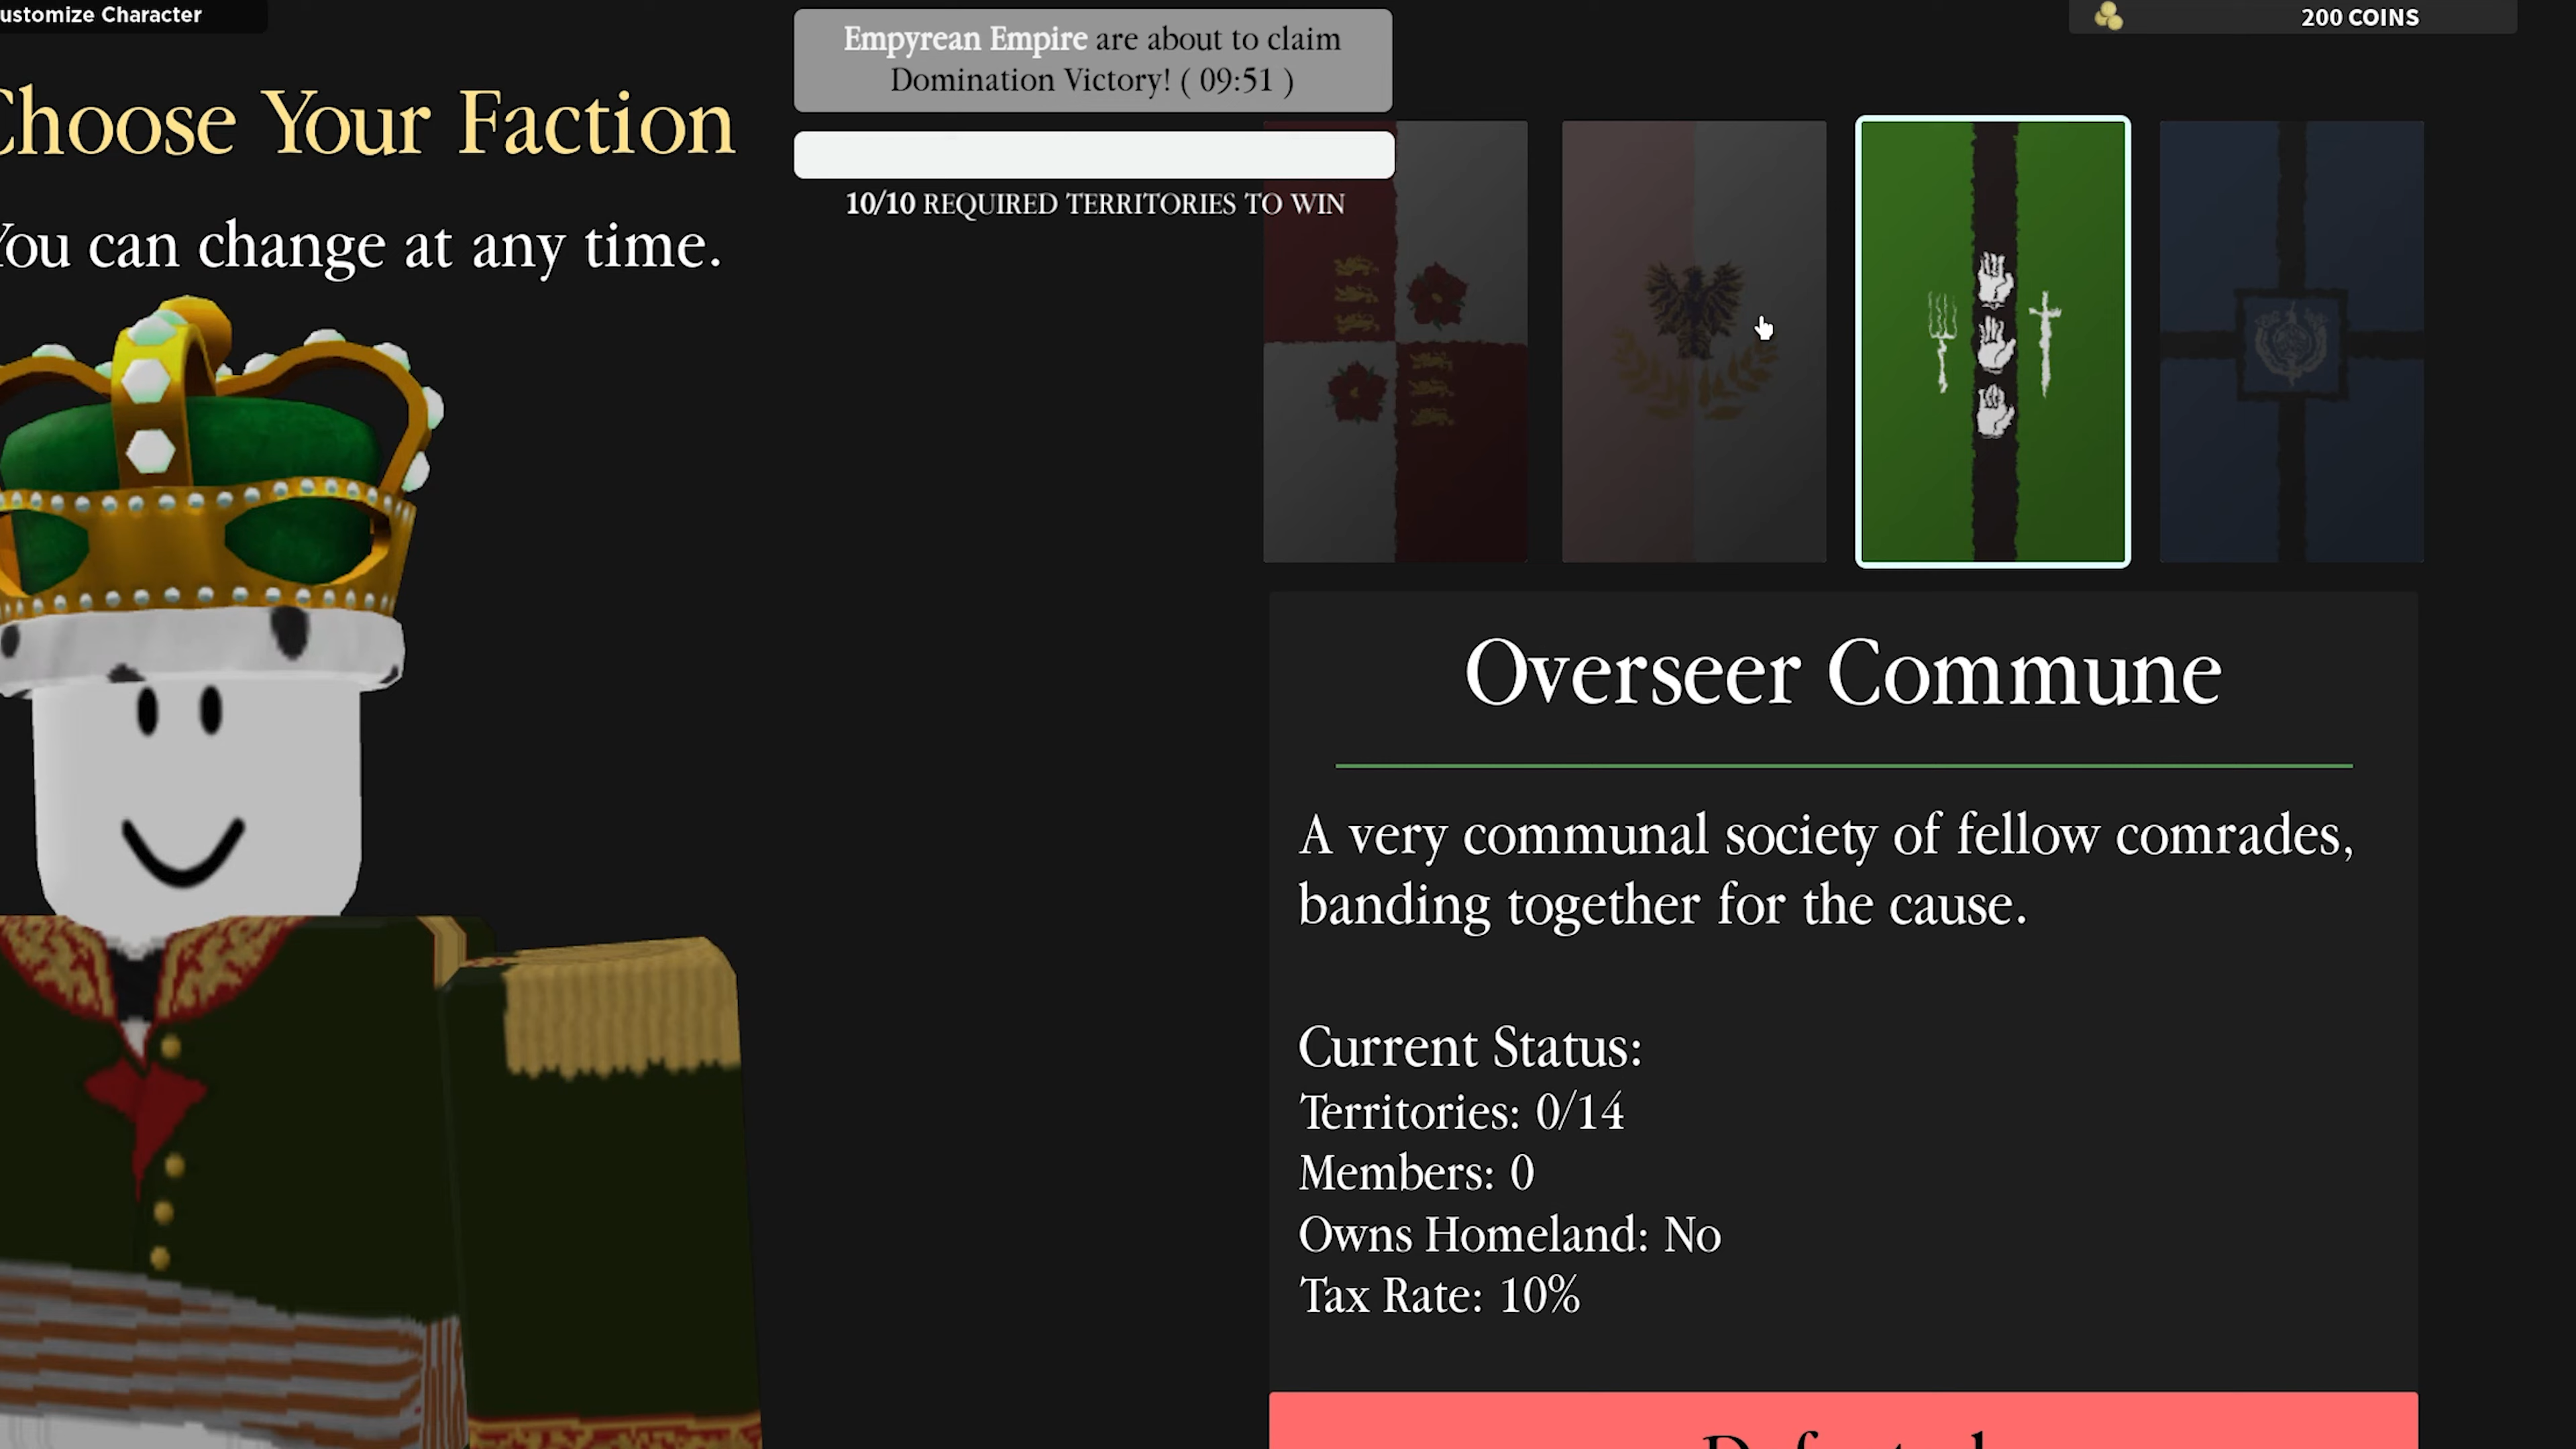 ustomize Character
200 COINS
Empyrean Empire are about to claim
Domination Victory! ( 09:51 )
10/10 REQUIRED TERRITORIES TO WIN
Choose Your Faction
You can change at any time.
Overseer Commune
A very communal society of fellow comrades,
banding together for the cause.
Current Status:
Territories: 0/14
Members: 0
Owns Homeland: No
Tax Rate: 10%